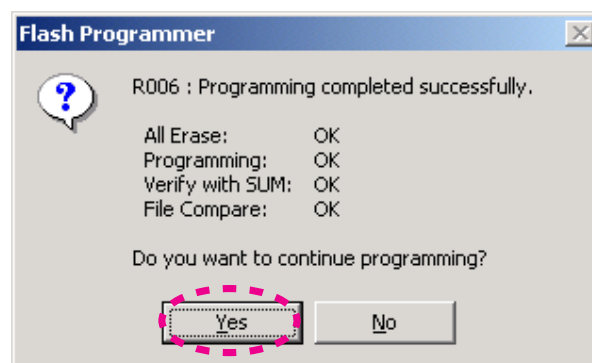 Flash Programmer
R006 : Programming completed successfully.
All Erase: OK
Programming: OK
Verify with SUM: OK
File Compare: OK
Do you want to continue programming?
Yes No